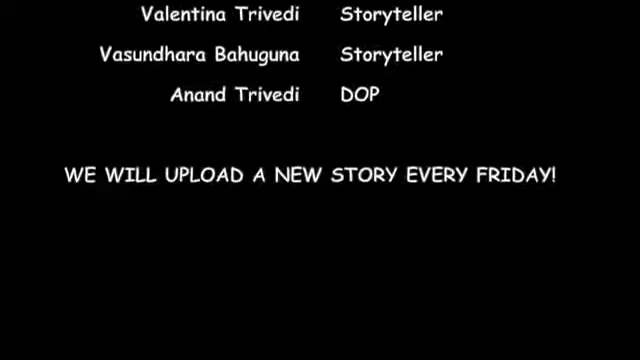 Valentina Trivedi Storyteller
Vasundhara Bahuguna Storyteller
Anand Trivedi DOP
WE WILL UPLOAD A NEW STORY EVERY FRIDAY!